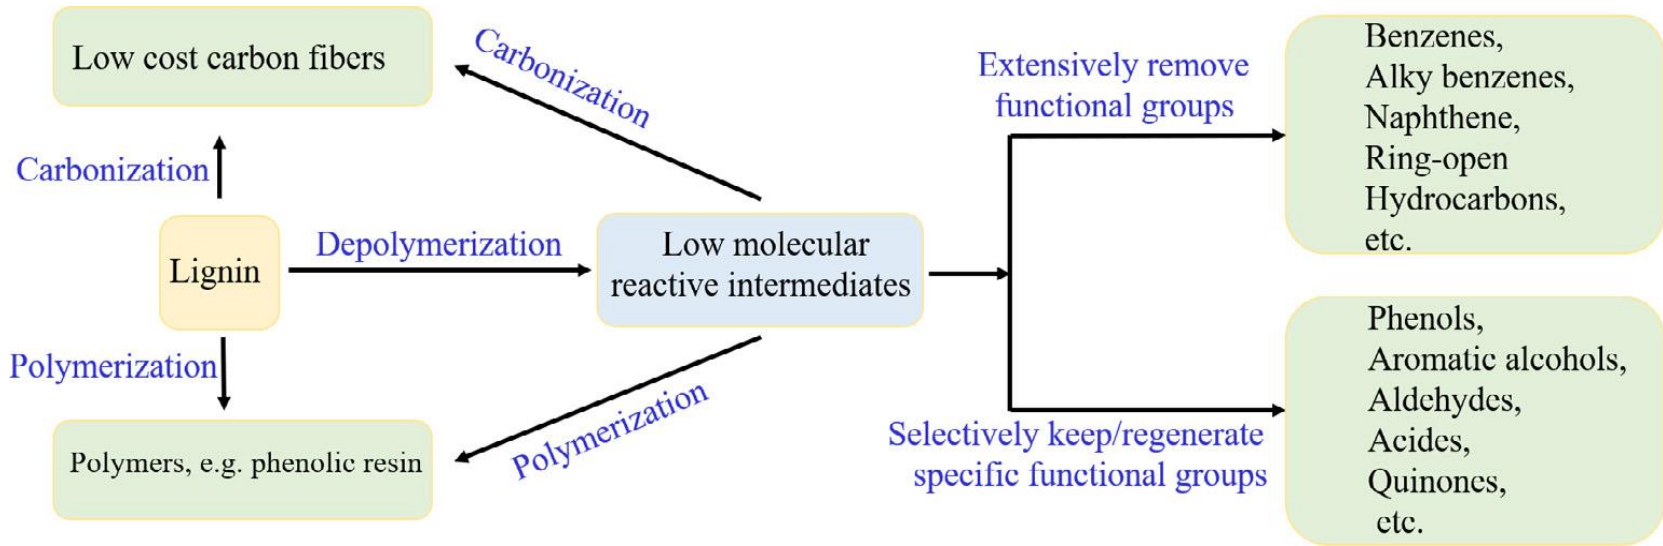 Low cost carbon fibers
Carbonization
Carbonization
Lignin
Depolymerization
Polymerization
Polymers, e.g. phenolic resin
Low molecular
reactive intermediates
Polymerization
Extensively remove
functional groups
Benzenes,
Alky benzenes,
Naphthene,
Ring-open
Hydrocarbons,
etc.
Selectively keep/regenerate
specific functional groups
Phenols,
Aromatic alcohols,
Aldehydes,
Acides,
Quinones,
etc.